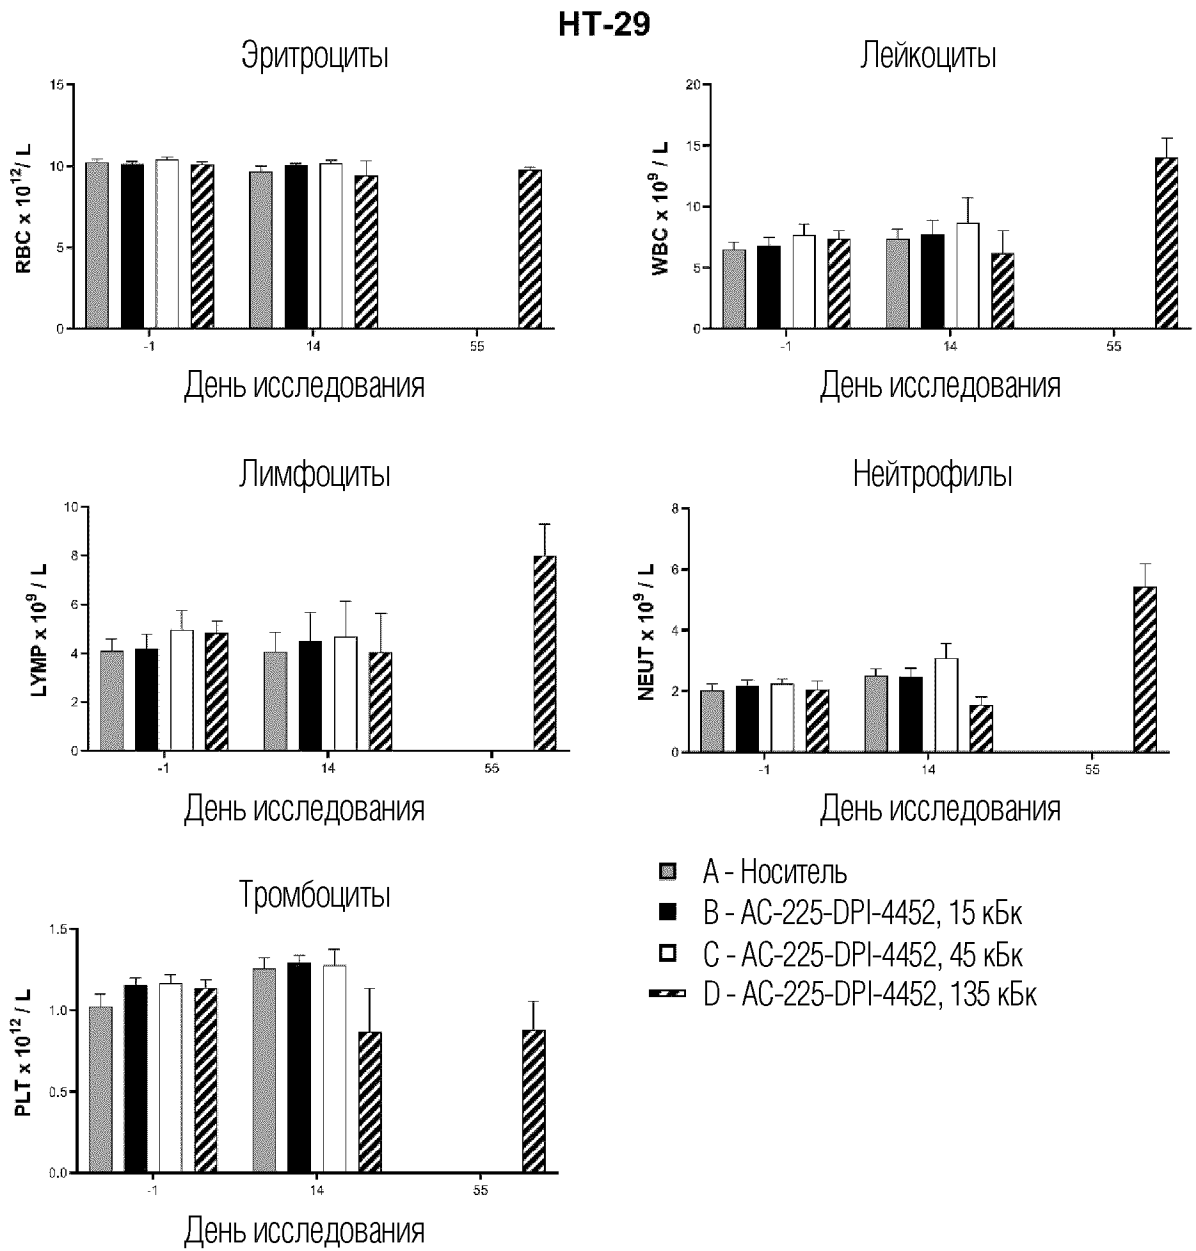 HT-29
Эритроциты
15
10
5
0
RBC x 10¹²/ L
-1 14 55
День исследования
Лейкоциты
20
15
10
5
0
WBC x 10⁹ / L
-1 14 55
День исследования
Лимфоциты
10
8
6
4
2
0
LYMP x 10⁹ / L
-1 14 55
День исследования
Нейтрофилы
8
6
4
2
0
NEUT x 10⁹ / L
-1 14 55
День исследования
Тромбоциты
1.5
1.0
0.5
0.0
PLT x 10¹² / L
-1 14 55
День исследования
A - Носитель
B - AC-225-DPI-4452, 15 кБк
C - AC-225-DPI-4452, 45 кБк
D - AC-225-DPI-4452, 135 кБк